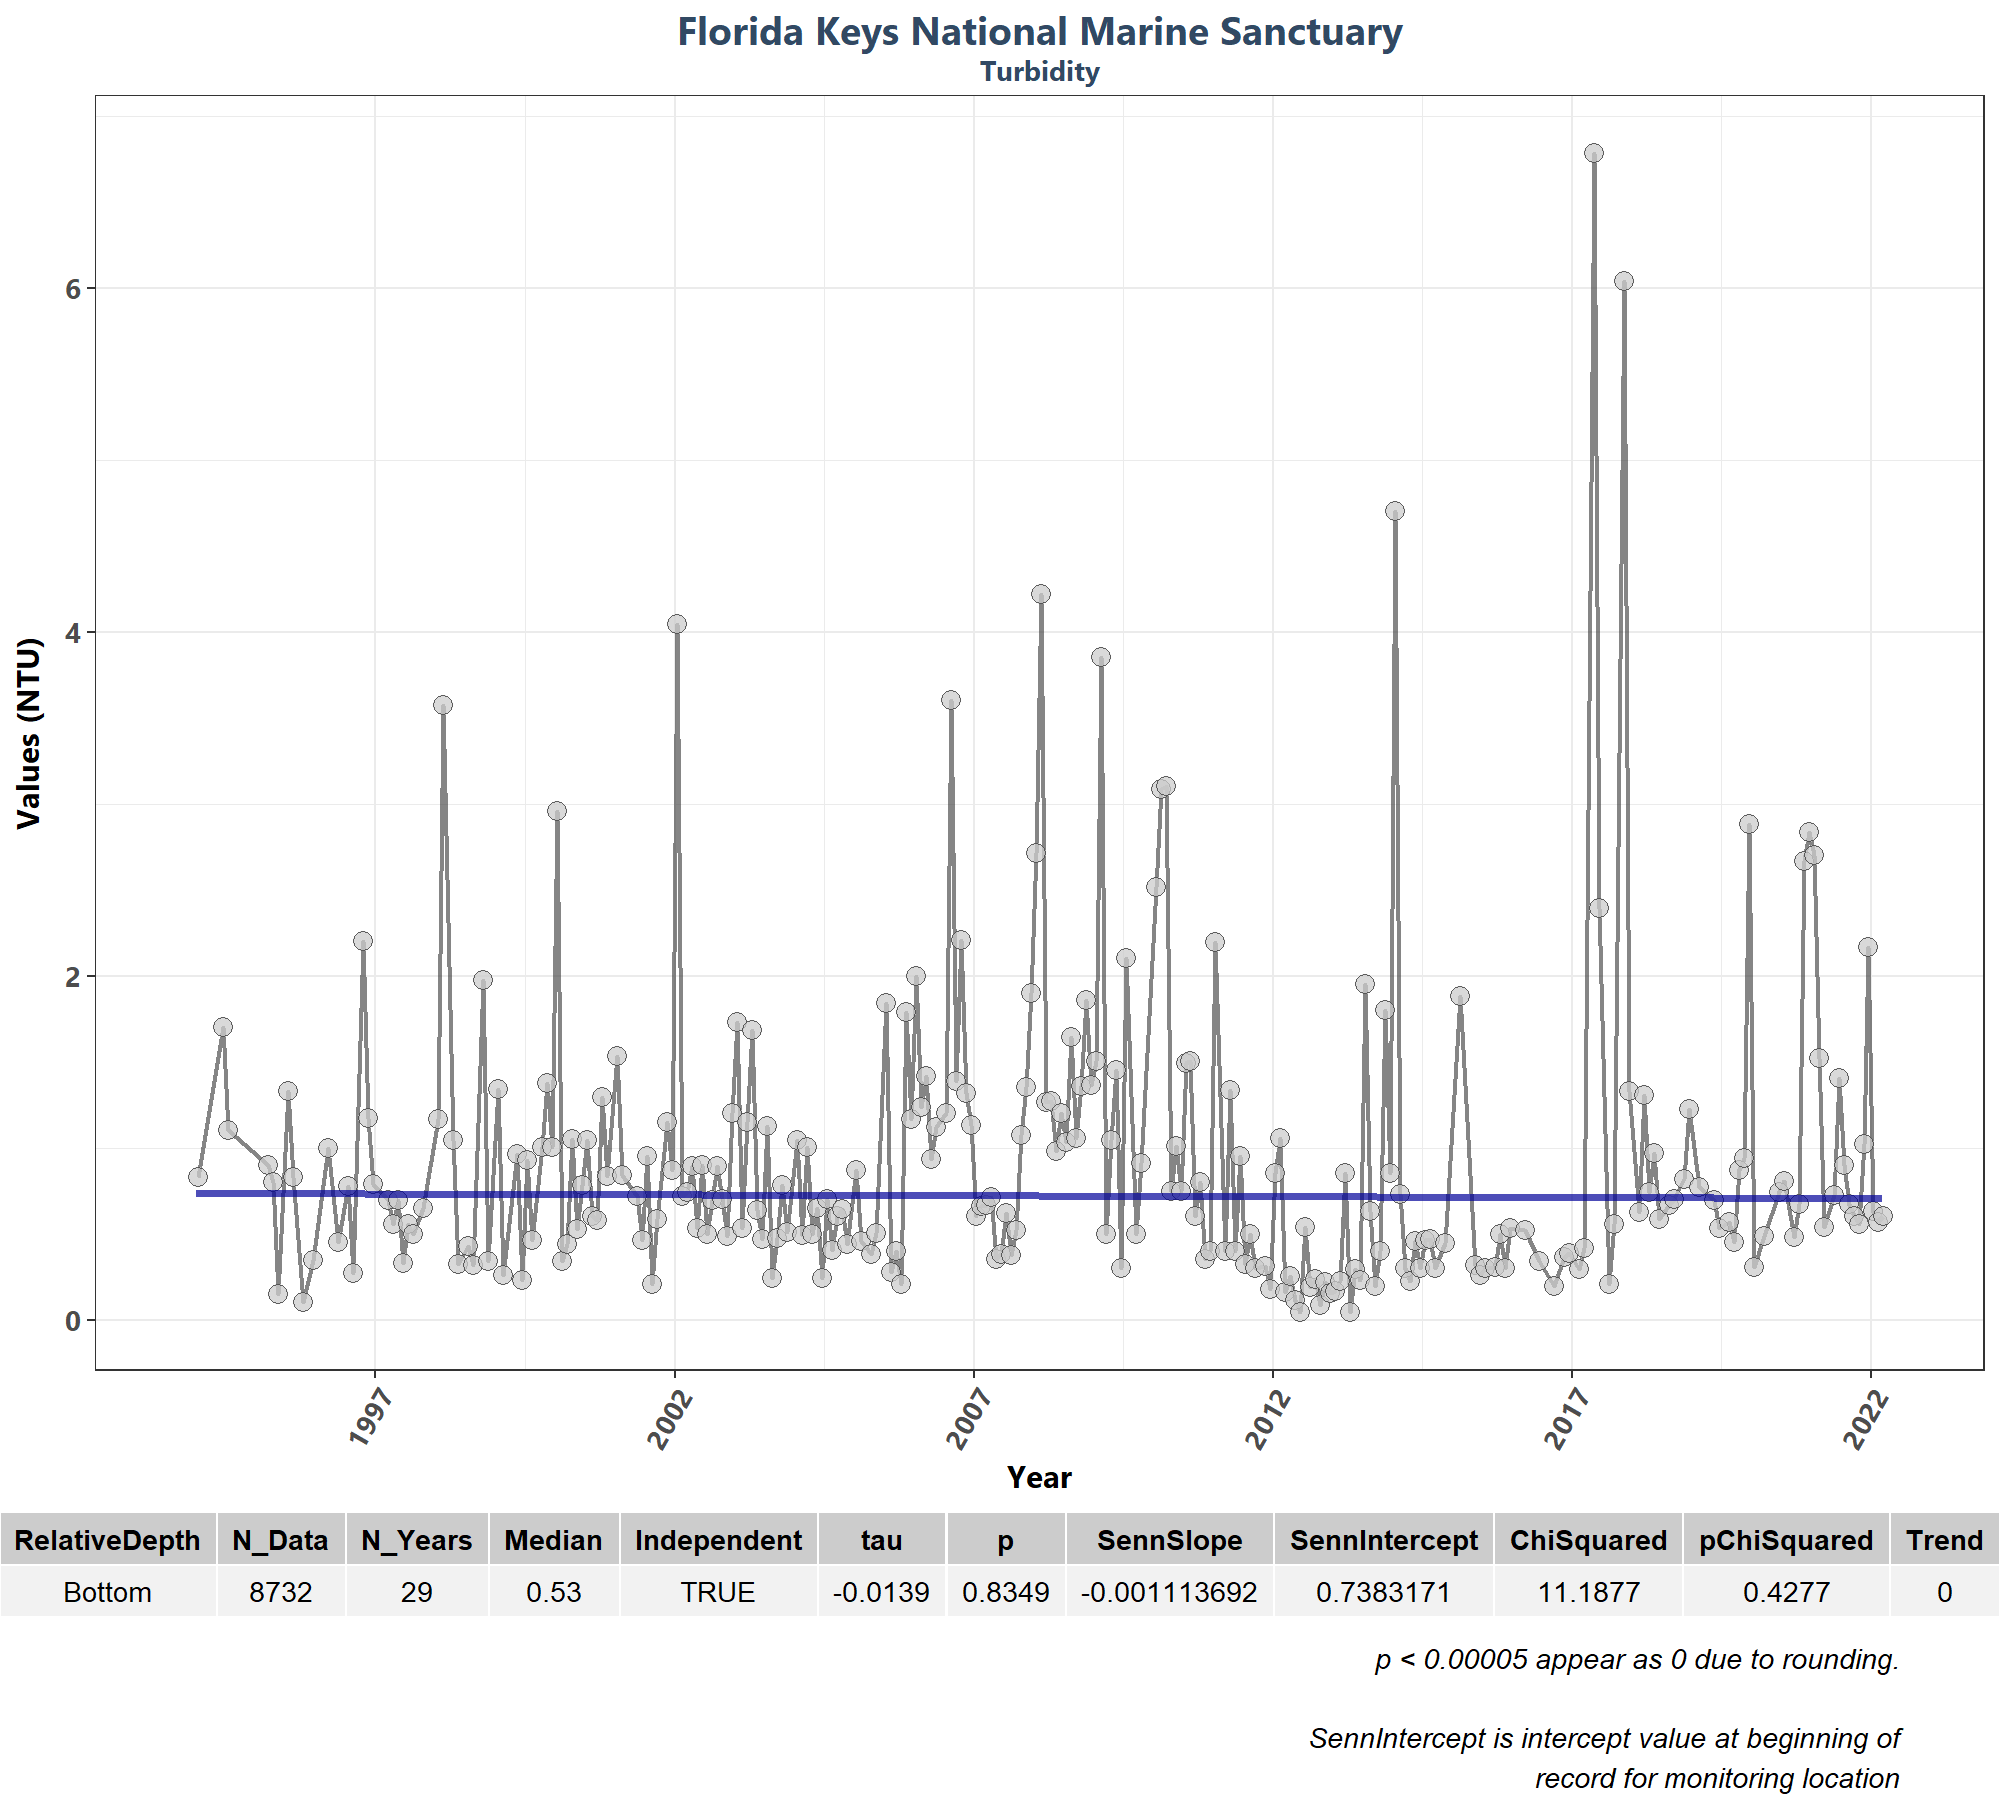 Florida Keys National Marine Sanctuary
Turbidity
Values (NTU)
6
4
2
0
1997 2002 2007 2012 2017 2022
Year
RelativeDepth N_Data N_Years Median Independent tau p SennSlope SennIntercept ChiSquared pChiSquared Trend
Bottom 8732 29 0.53 TRUE -0.0139 0.8349 -0.001113692 0.7383171 11.1877 0.4277 0
p < 0.00005 appear as 0 due to rounding.
SennIntercept is intercept value at beginning of
record for monitoring location